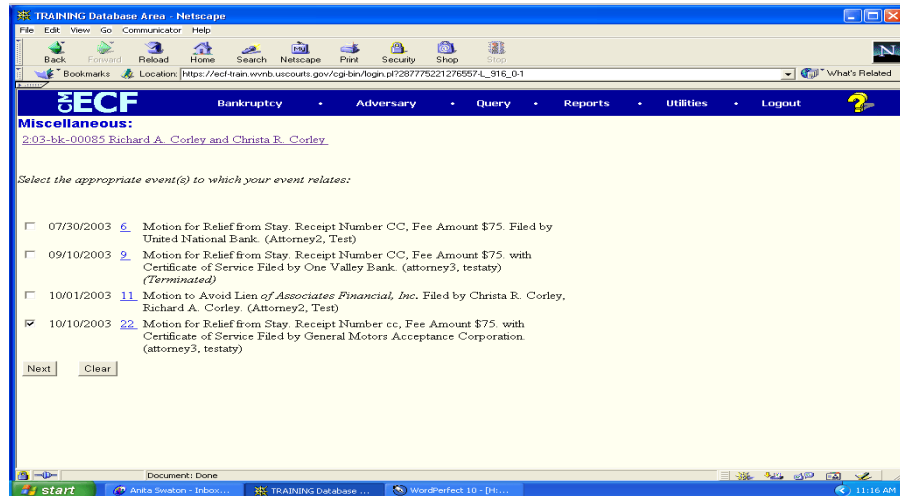 TRAINING Database Area - Netscape
File Edit View Go Communicator Help
My
Back Forward Reload Home Search Netscape Print Security Shop Stop
N
Bookmarks Location: https://ecf-train.wvnb.uscourts.gov/cgi-bin/login.pl?287775221276557-L_916_0-1 What's Related
CM ECF Bankruptcy • Adversary • Query • Reports • Utilities • Logout ?
Miscellaneous:
2:03-bk-00085 Richard A. Corley and Christa R. Corley
Select the appropriate event(s) to which your event relates:
07/30/2003 6 Motion for Relief from Stay. Receipt Number CC, Fee Amount $75. Filed by
United National Bank. (Attorney2, Test)
09/10/2003 9 Motion for Relief from Stay. Receipt Number CC, Fee Amount $75. with
Certificate of Service Filed by One Valley Bank. (attorney3, testaty)
(Terminated)
10/01/2003 11 Motion to Avoid Lien of Associates Financial, Inc. Filed by Christa R. Corley,
Richard A. Corley. (Attorney2, Test)
10/10/2003 22 Motion for Relief from Stay. Receipt Number cc, Fee Amount $75. with
Certificate of Service Filed by General Motors Acceptance Corporation.
(attorney3, testaty)
Next Clear
Document: Done
start Anita Swaton - Inbox... TRAINING Database ... WordPerfect 10 - [H:... 11:16 AM